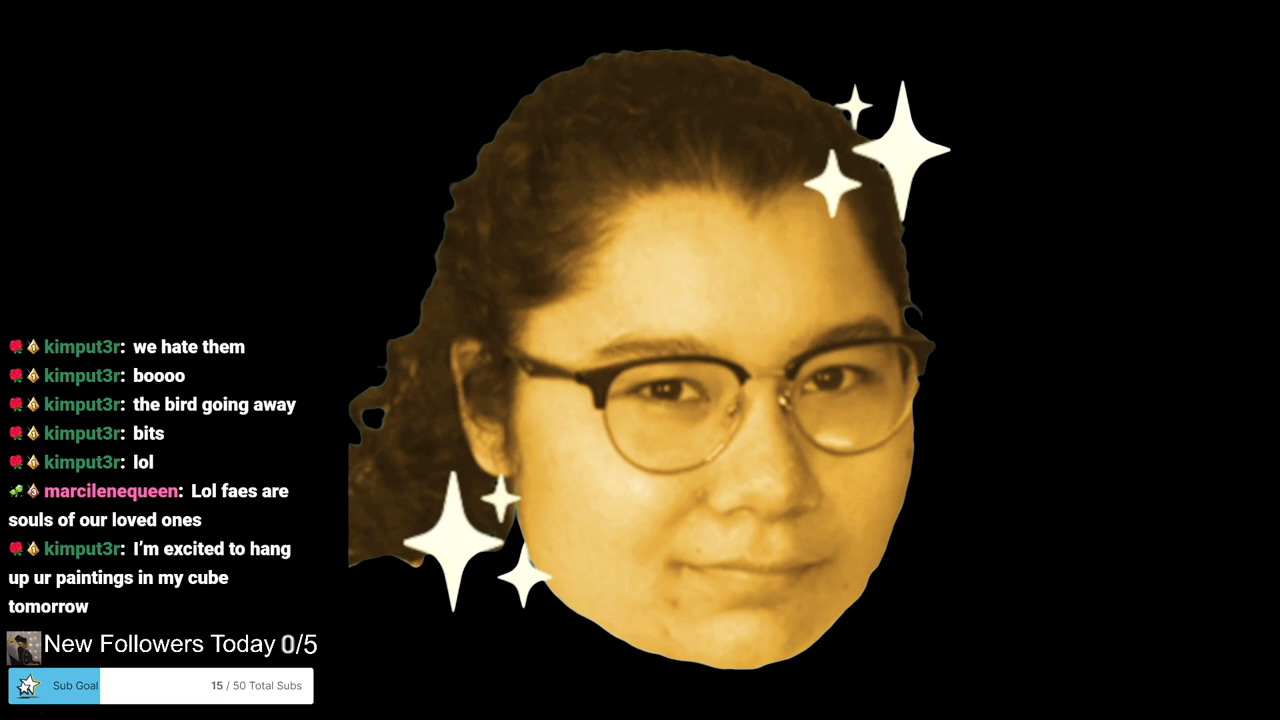 kimput3r: we hate them
kimput3r: boooo
kimput3r: the bird going away
kimput3r: bits
kimput3r: lol
marcilenequeen: Lol faes are
souls of our loved ones
kimput3r: I’m excited to hang
up ur paintings in my cube
tomorrow
New Followers Today 0/5
Sub Goal 15 / 50 Total Subs